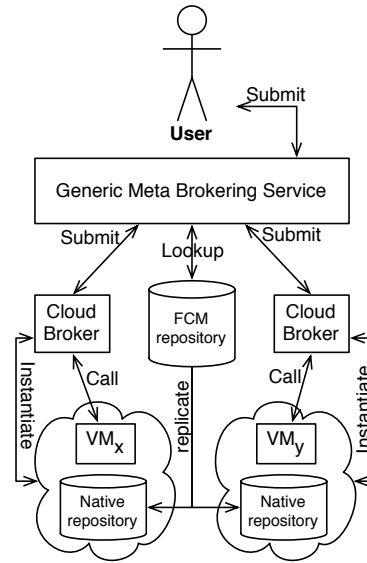 Submit
User
Generic Meta Brokering Service
Submit
Lookup
Submit
Cloud
Broker
FCM
repository
Cloud
Broker
Instantiate
Call
replicate
Call
Instantiate
VMx
VMy
Native
repository
Native
repository